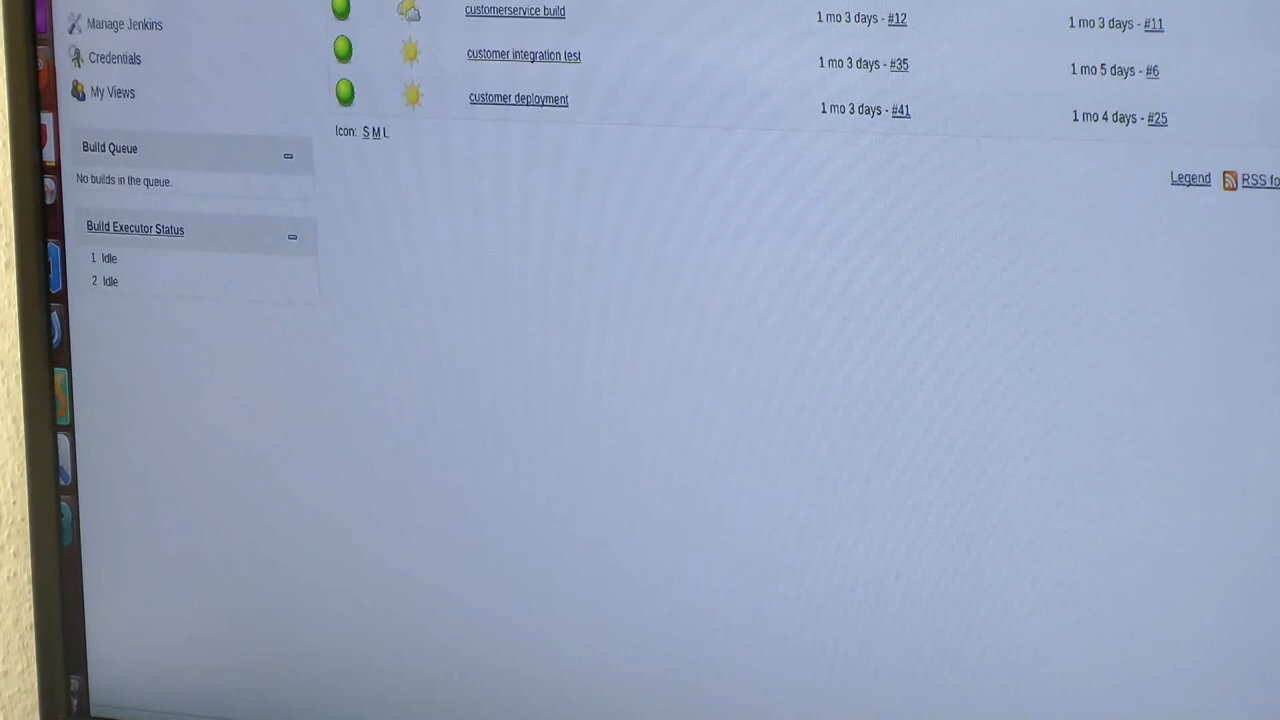 Manage Jenkins
Credentials
My Views
Build Queue
No builds in the queue.
Build Executor Status
1 Idle
2 Idle
customerservice build 1 mo 3 days - #12 1 mo 3 days - #11
customer integration test 1 mo 3 days - #35 1 mo 5 days - #6
customer deployment 1 mo 3 days - #41 1 mo 4 days - #25
Icon: S M L
Legend RSS fo